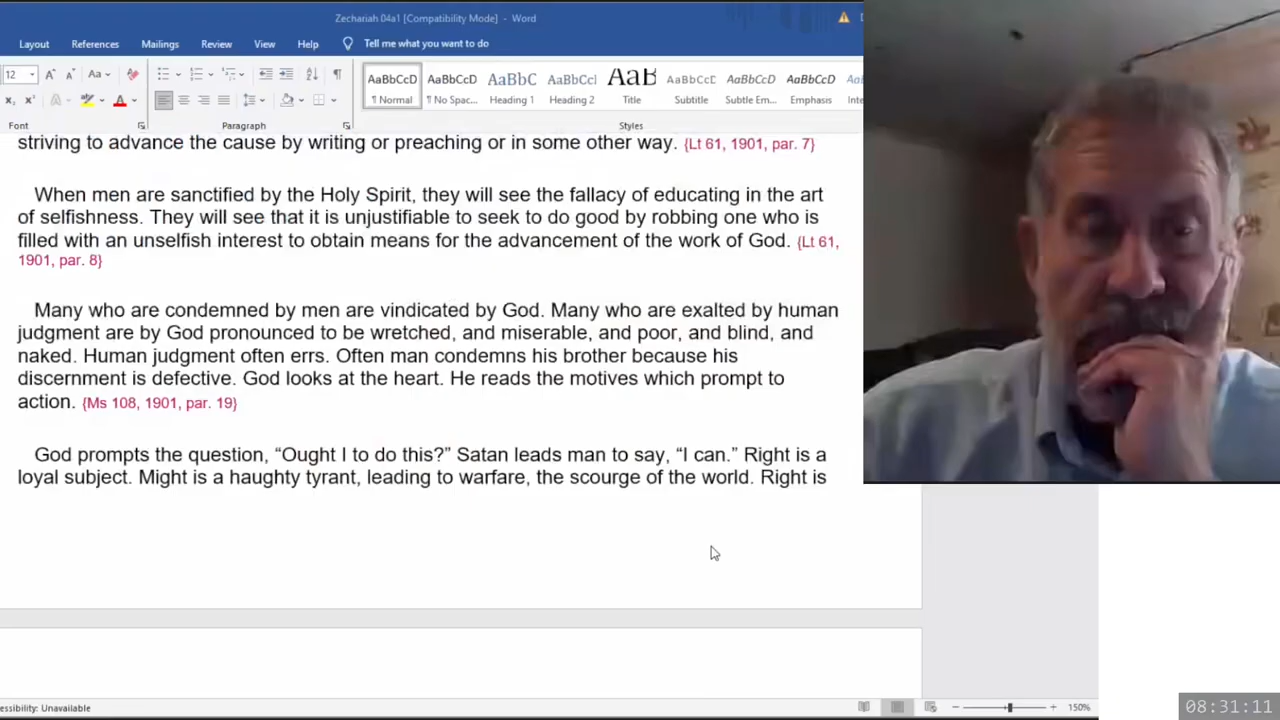 Zechariah 04a1 [Compatibility Mode] - Word
Layout References Mailings Review View Help Tell me what you want to do
12 Aa
AaBbCcD AaBbCcD AaBbC AaBbCcl AaB AaBbCcD AaBbCcD AaBbCcD AaBb
¶ Normal ¶ No Spac... Heading 1 Heading 2 Title Subtitle Subtle Em... Emphasis
Font Paragraph Styles
striving to advance the cause by writing or preaching or in some other way. {Lt 61, 1901, par. 7}
When men are sanctified by the Holy Spirit, they will see the fallacy of educating in the art
of selfishness. They will see that it is unjustifiable to seek to do good by robbing one who is
filled with an unselfish interest to obtain means for the advancement of the work of God. {Lt 61,
1901, par. 8}
Many who are condemned by men are vindicated by God. Many who are exalted by human
judgment are by God pronounced to be wretched, and miserable, and poor, and blind, and
naked. Human judgment often errs. Often man condemns his brother because his
discernment is defective. God looks at the heart. He reads the motives which prompt to
action. {Ms 108, 1901, par. 19}
God prompts the question, “Ought I to do this?” Satan leads man to say, “I can.” Right is a
loyal subject. Might is a haughty tyrant, leading to warfare, the scourge of the world. Right is
essibility: Unavailable
150%
08:31:11